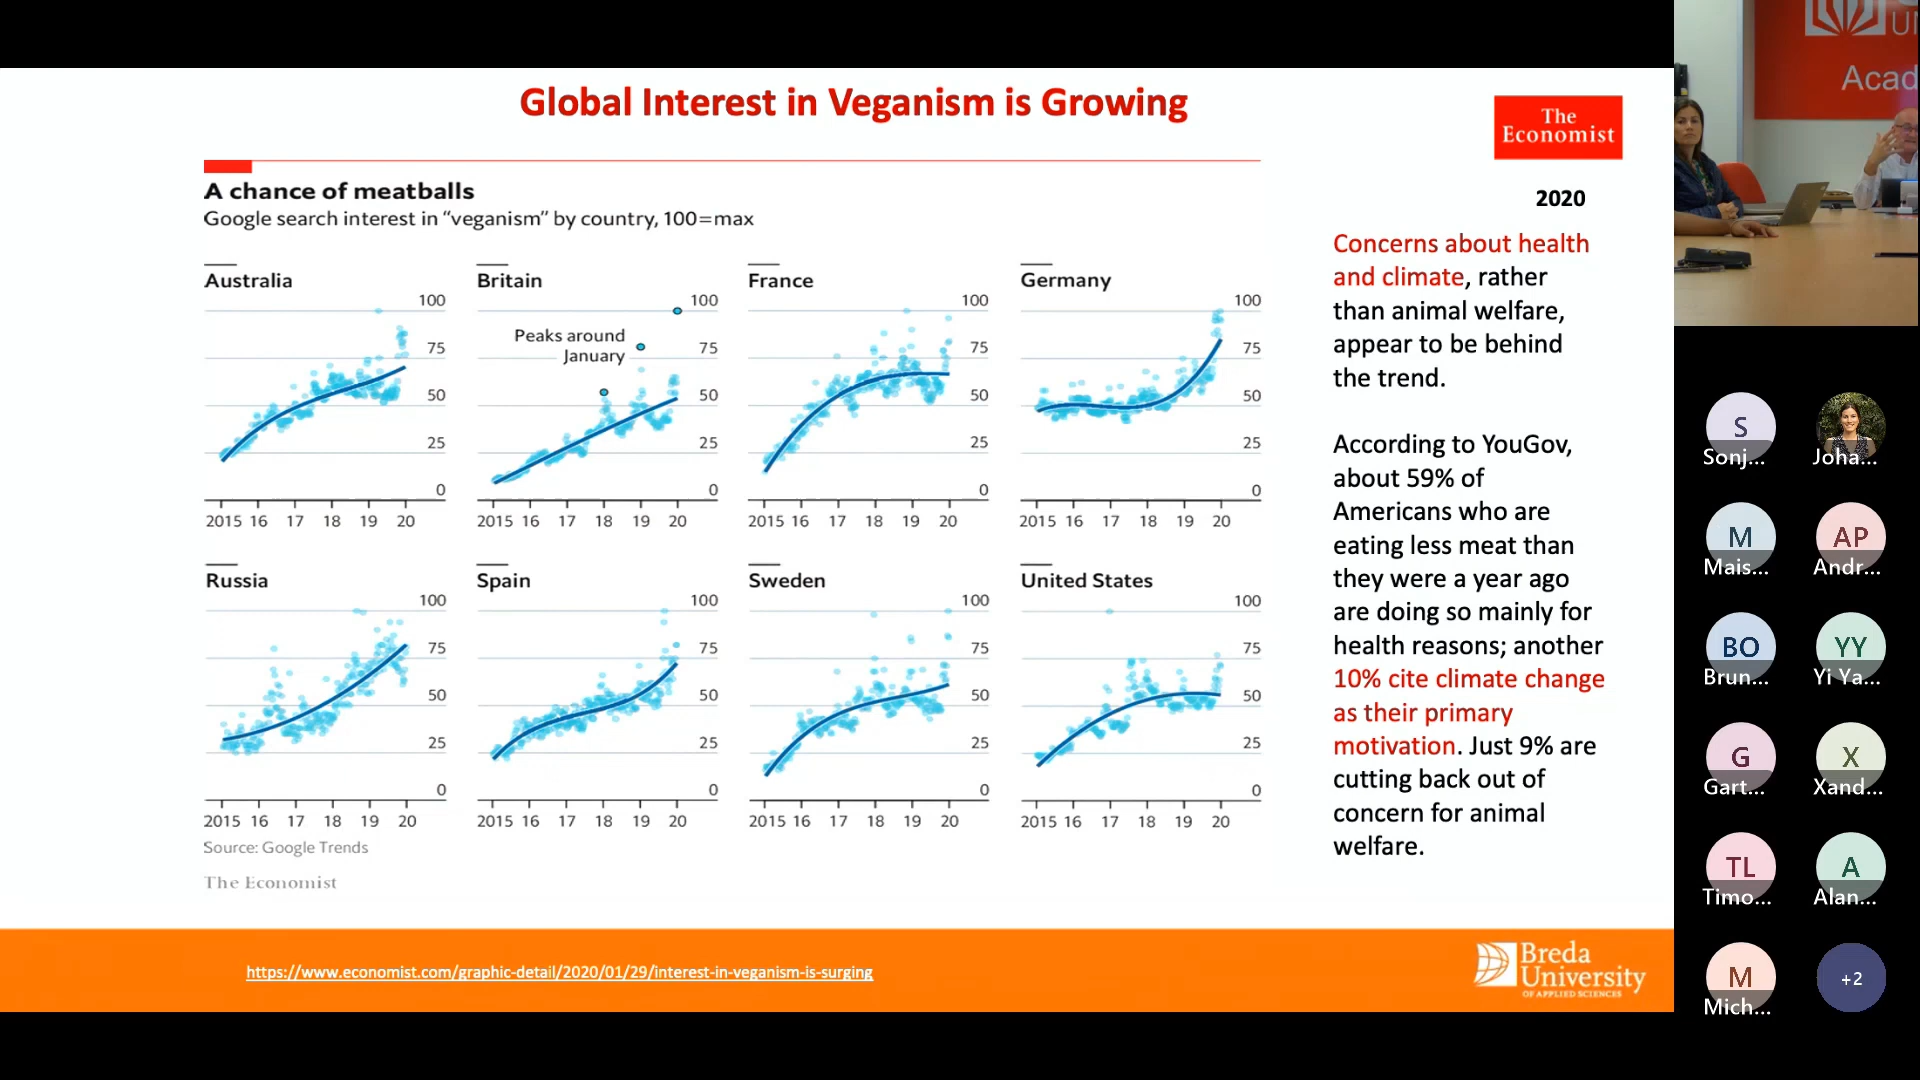 Global Interest in Veganism is Growing
The
Economist
2020
A chance of meatballs
Google search interest in “veganism” by country, 100=max
Australia
100
75
50
25
0
2015 16 17 18 19 20
Britain
Peaks around
January
100
75
50
25
0
2015 16 17 18 19 20
France
100
75
50
25
0
2015 16 17 18 19 20
Germany
100
75
50
25
0
2015 16 17 18 19 20
Russia
100
75
50
25
0
2015 16 17 18 19 20
Spain
100
75
50
25
0
2015 16 17 18 19 20
Sweden
100
75
50
25
0
2015 16 17 18 19 20
United States
100
75
50
25
0
2015 16 17 18 19 20
Source: Google Trends
The Economist
Concerns about health
and climate, rather
than animal welfare,
appear to be behind
the trend.
According to YouGov,
about 59% of
Americans who are
eating less meat than
they were a year ago
are doing so mainly for
health reasons; another
10% cite climate change
as their primary
motivation. Just 9% are
cutting back out of
concern for animal
welfare.
https://www.economist.com/graphic-detail/2020/01/29/interest-in-veganism-is-surging
Breda
University
OF APPLIED SCIENCES
Acad
S
Sonj...
Joha...
M
Mais...
AP
Andr...
BO
Brun...
YY
Yi Ya...
G
Gart...
X
Xand...
TL
Timo...
A
Alan...
M
Mich...
+2